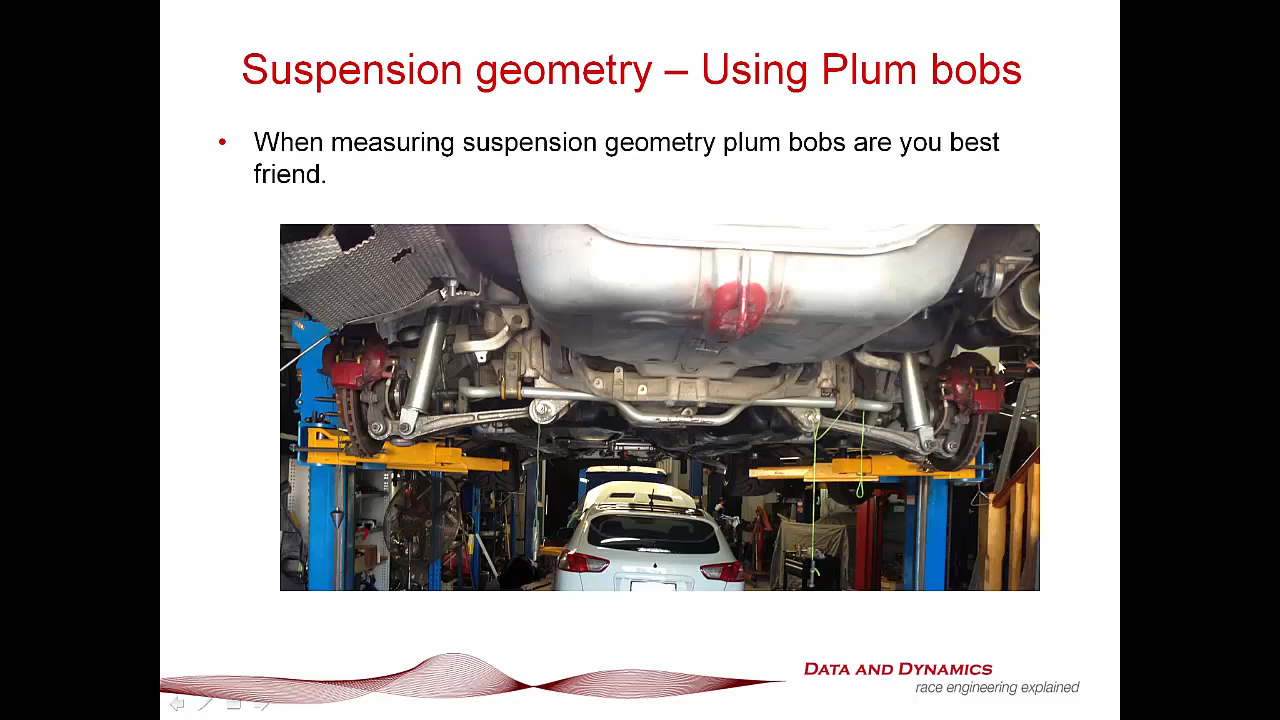 Suspension geometry – Using Plum bobs
• When measuring suspension geometry plum bobs are you best
friend.
DATA AND DYNAMICS
race engineering explained